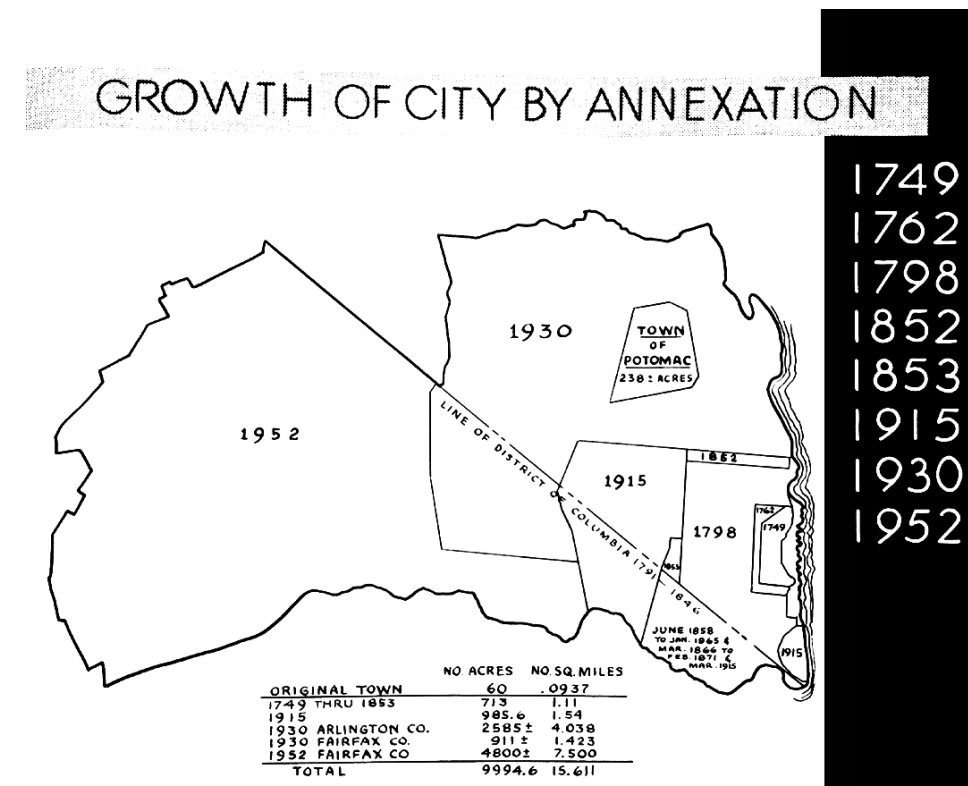 GROWTH OF CITY BY ANNEXATION
1749
1762
1798
1852
1853
1915
1930
1952
1930
TOWN
OF
POTOMAC
238± ACRES
1952
LINE OF DISTRICT OF COLUMBIA 1791 - 1846
1852
1915
1762
1749
1798
1853
JUNE 1858
TO JAN. 1865 &
MAR. 1866 TO
FEB. 1871 &
MAR. 1915
1915
NO. ACRES NO. SQ. MILES
ORIGINAL TOWN 60 .0937
1749 THRU 1853 713 1.11
1915 985.6 1.54
1930 ARLINGTON CO. 2585± 4.038
1930 FAIRFAX CO. 911± 1.423
1952 FAIRFAX CO 4800± 7.500
TOTAL 9994.6 15.611